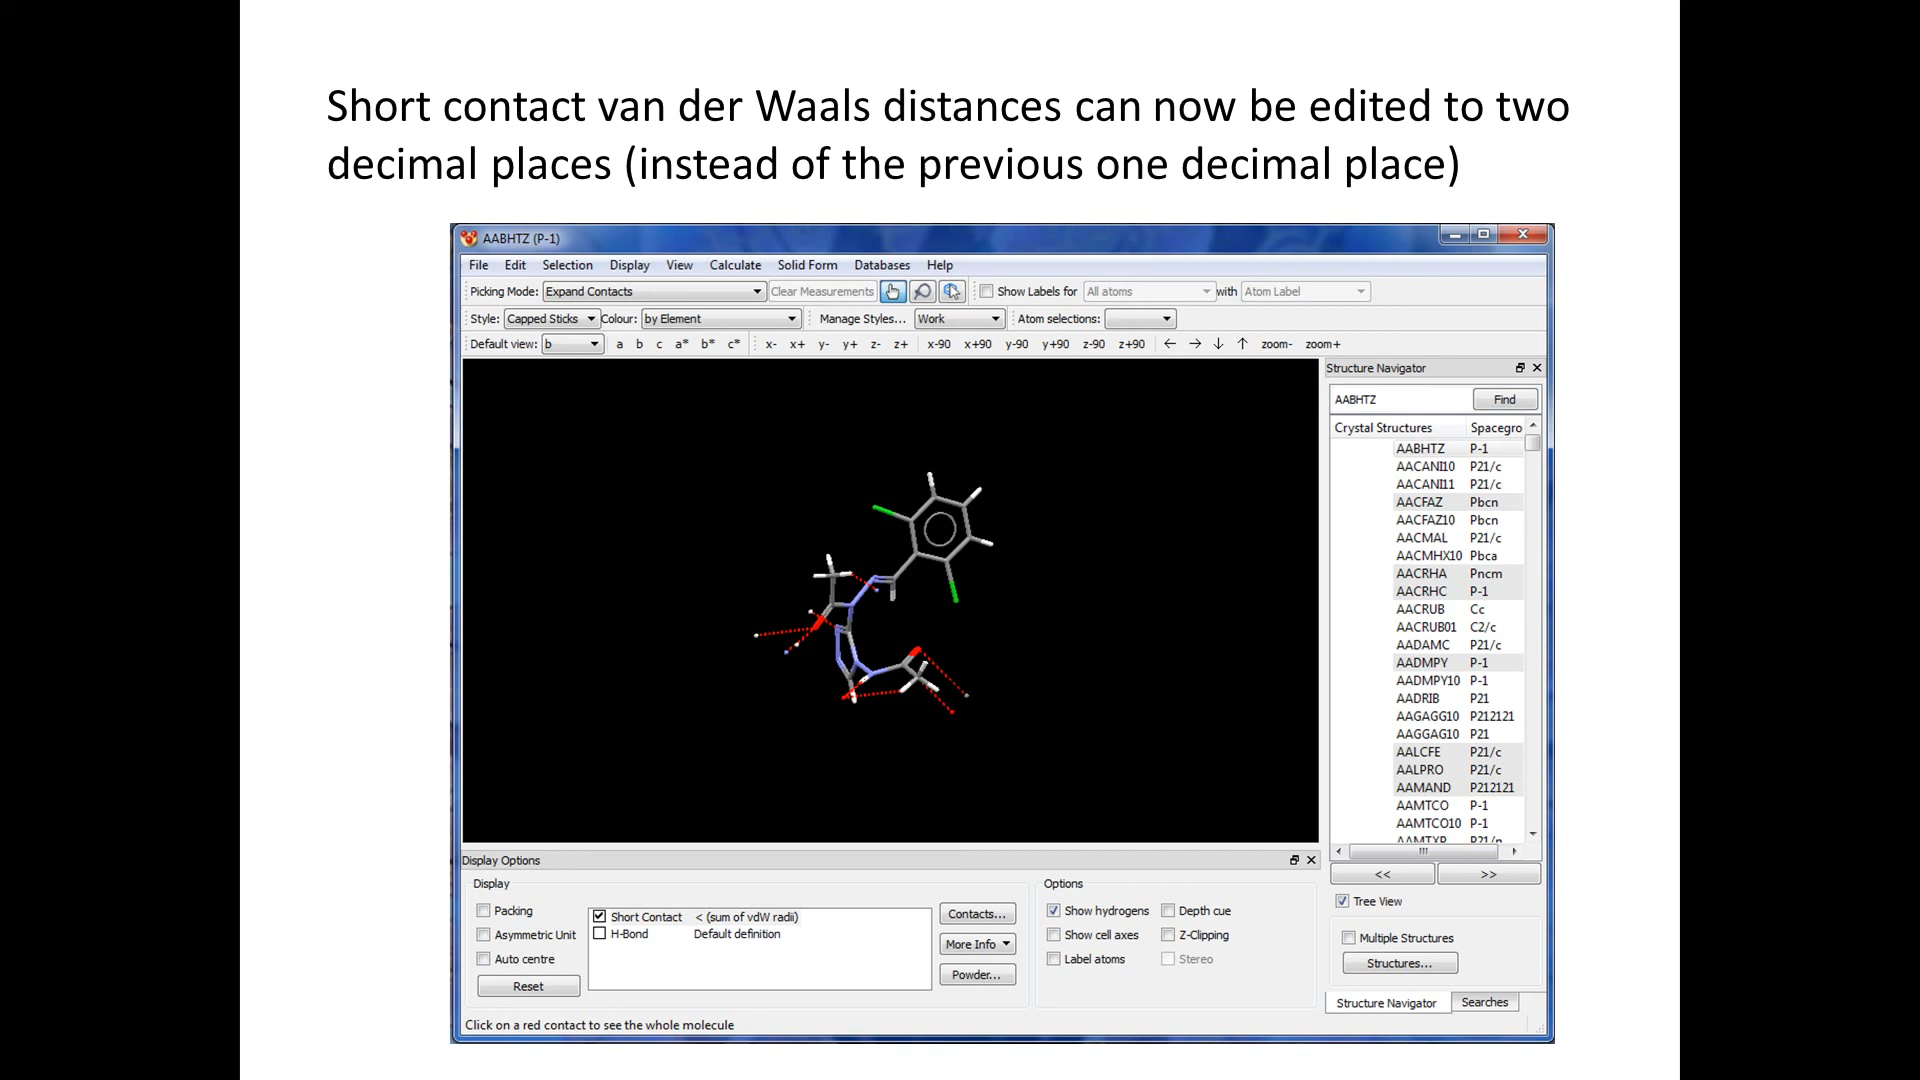 Short contact van der Waals distances can now be edited to two
decimal places (instead of the previous one decimal place)
AABHTZ (P-1)
File Edit Selection Display View Calculate Solid Form Databases Help
Picking Mode: Expand Contacts Clear Measurements Show Labels for All atoms with Atom Label
Style: Capped Sticks Colour: by Element Manage Styles... Work Atom selections:
Default view: b a b c a* b* c* x- x+ y- y+ z- z+ x-90 x+90 y-90 y+90 z-90 z+90 ← → ↓ ↑ zoom- zoom+
Structure Navigator
AABHTZ Find
Crystal Structures Spacegro
AABHTZ P-1
AACANI10 P21/c
AACANI11 P21/c
AACFAZ Pbcn
AACFAZ10 Pbcn
AACMAL P21/c
AACMHX10 Pbca
AACRHA Pncm
AACRHC P-1
AACRUB Cc
AACRUB01 C2/c
AADAMC P21/c
AADMPY P-1
AADMPY10 P-1
AADRIB P21
AAGAGG10 P212121
AAGGAG10 P21
AALCFE P21/c
AALPRO P21/c
AAMAND P212121
AAMTCO P-1
AAMTCO10 P-1
<< >>
Tree View
Multiple Structures
Structures...
Structure Navigator Searches
Display Options
Display
Packing
Asymmetric Unit
Auto centre
Reset
Short Contact < (sum of vdW radii)
H-Bond Default definition
Contacts...
More Info
Powder...
Options
Show hydrogens Depth cue
Show cell axes Z-Clipping
Label atoms Stereo
Click on a red contact to see the whole molecule